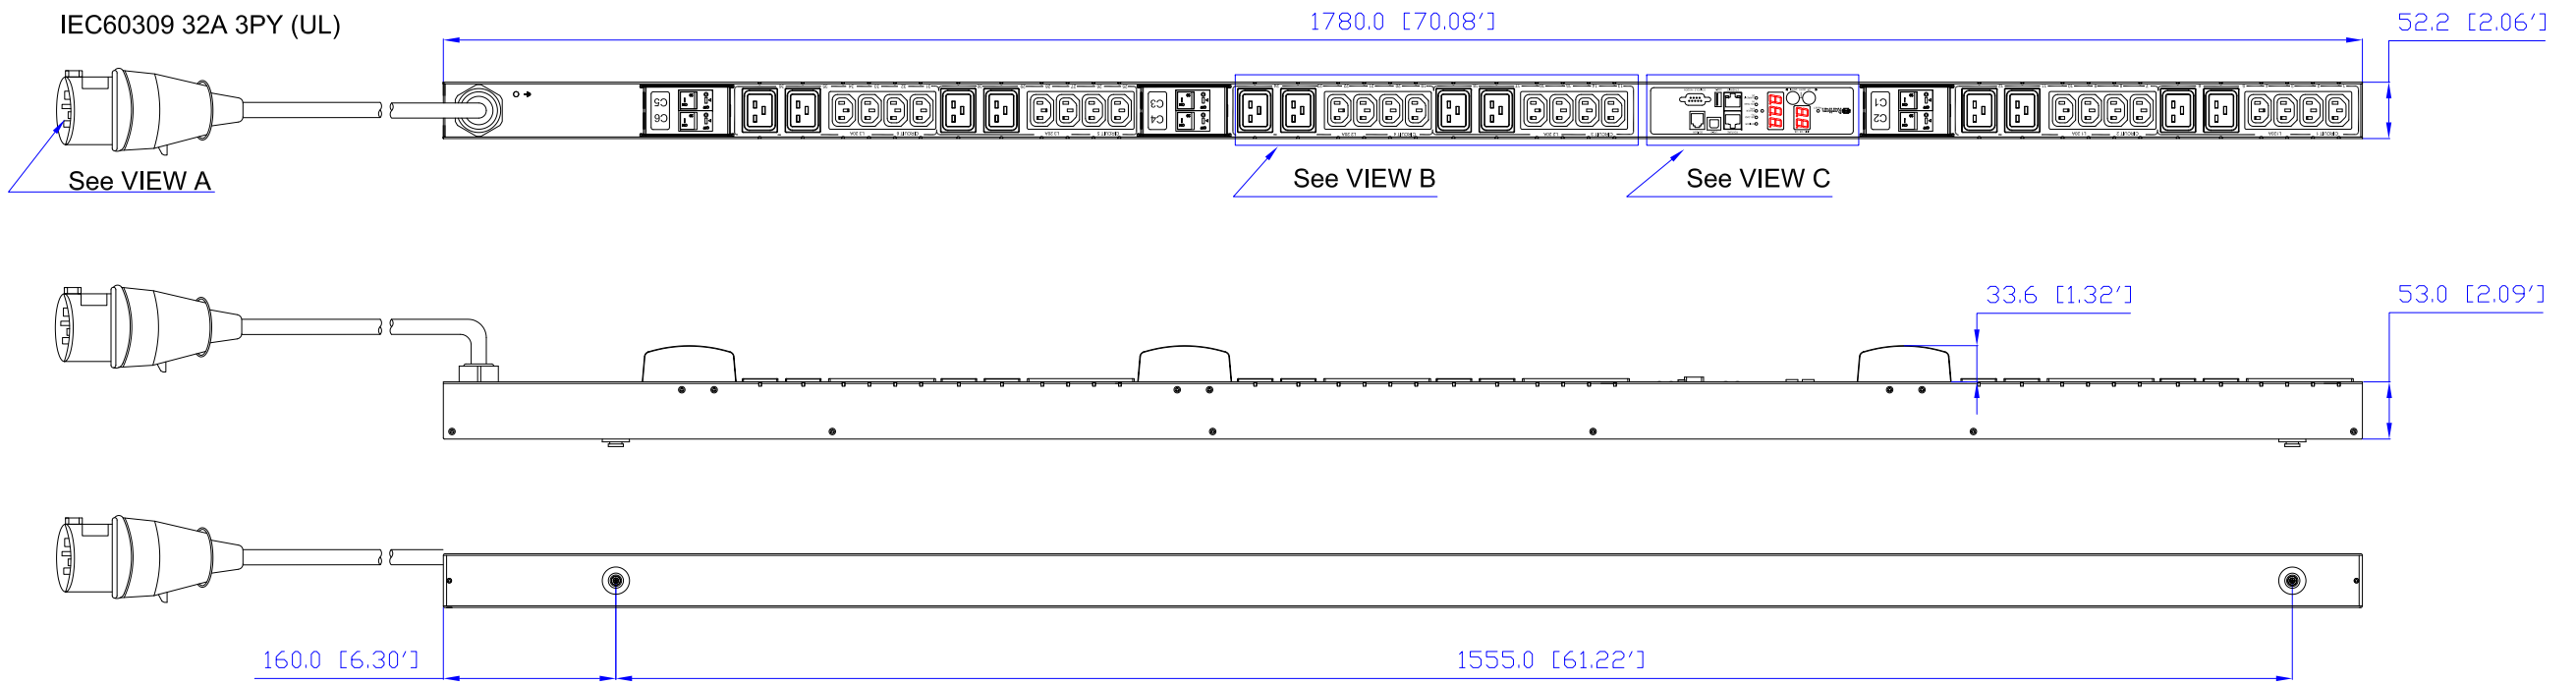 IEC60309 32A 3PY (UL)
1780.0 [70.08′]
52.2 [2.06′]
C5
C6
C3
C4
C1
C2
See VIEW A
See VIEW B
See VIEW C
33.6 [1.32′]
53.0 [2.09′]
160.0 [6.30′]
1555.0 [61.22′]